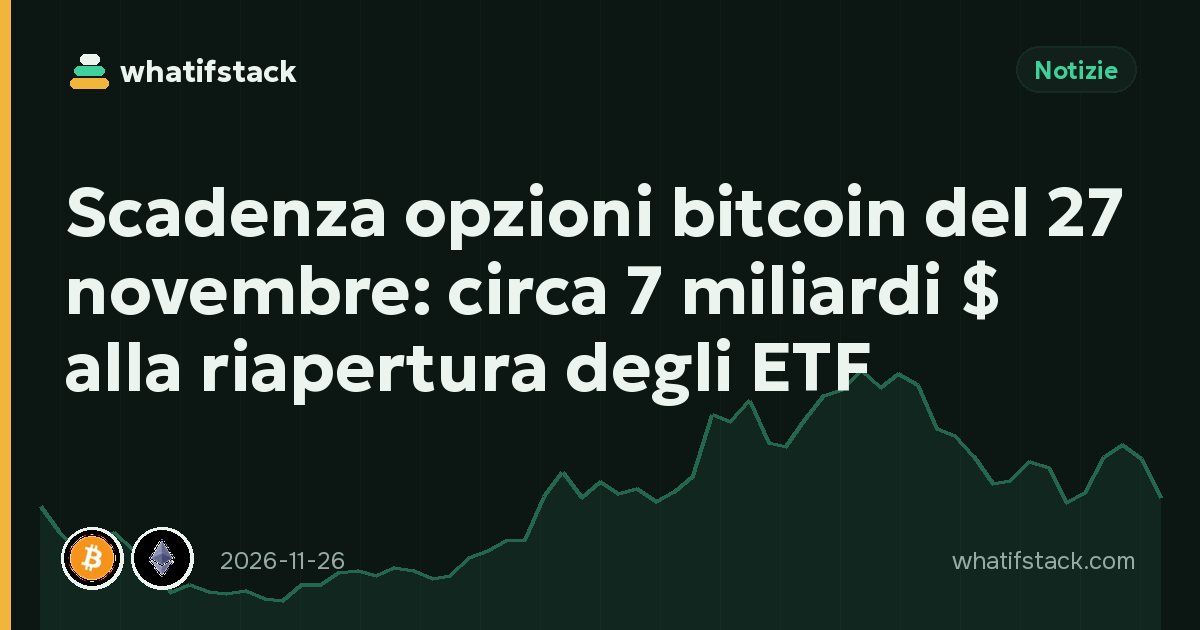 whatifstack
Notizie
Scadenza opzioni bitcoin del 27
novembre: circa 7 miliardi $
alla riapertura degli ETF
2026-11-26
whatifstack.com